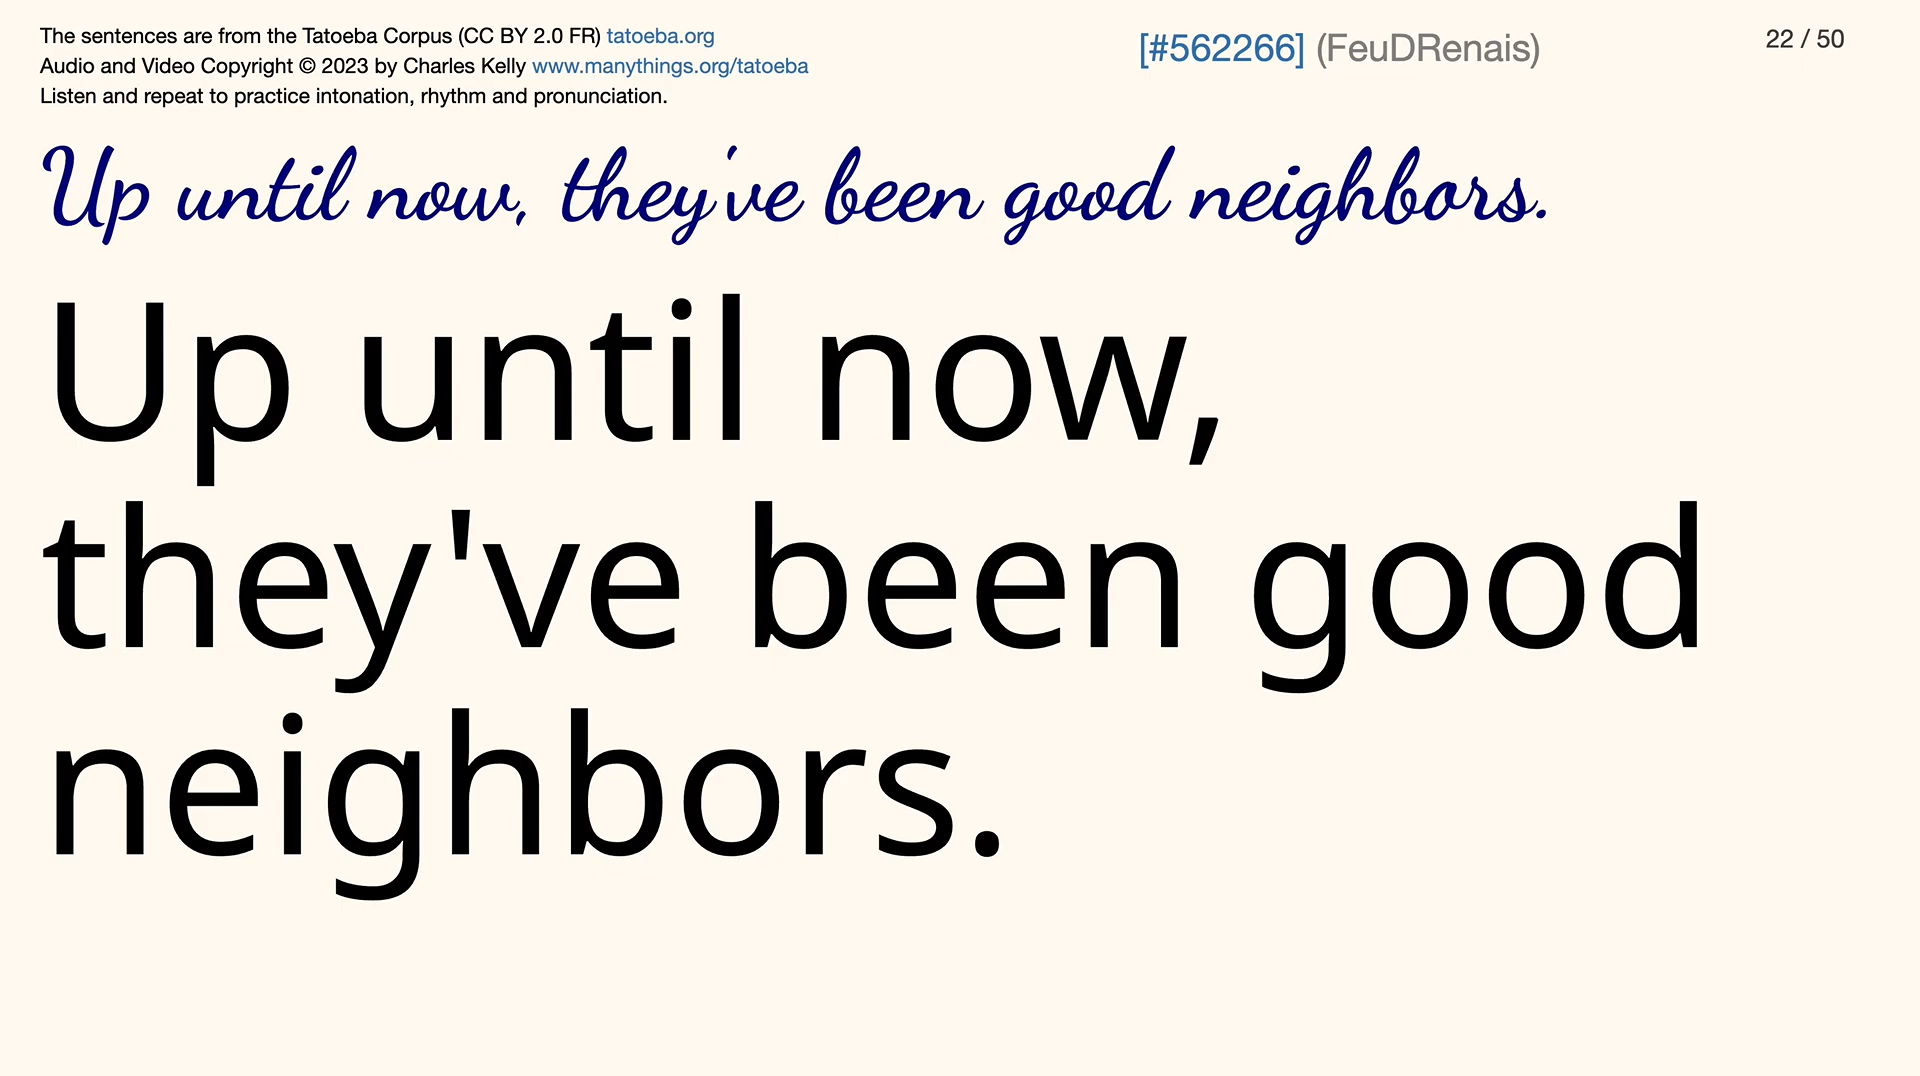 The sentences are from the Tatoeba Corpus (CC BY 2.0 FR) tatoeba.org
Audio and Video Copyright © 2023 by Charles Kelly www.manythings.org/tatoeba
Listen and repeat to practice intonation, rhythm and pronunciation.
[#562266] (FeuDRenais)
22 / 50
Up until now, they've been good neighbors.
Up until now,
they've been good
neighbors.